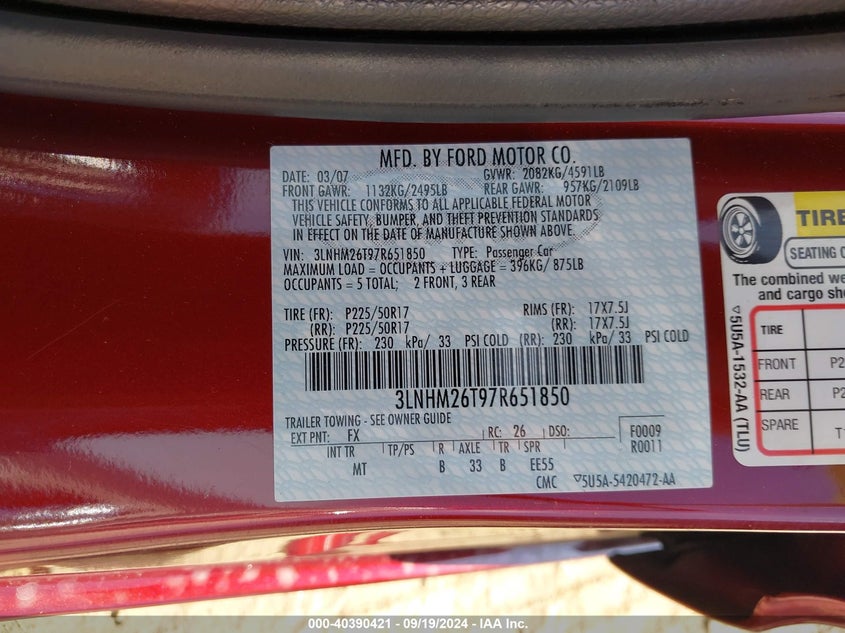 MFD. BY FORD MOTOR CO.
DATE: 03/07 GVWR: 2082KG/4591LB
FRONT GAWR: 1132KG/2495LB REAR GAWR: 957KG/2109LB
THIS VEHICLE CONFORMS TO ALL APPLICABLE FEDERAL MOTOR
VEHICLE SAFETY, BUMPER, AND THEFT PREVENTION STANDARDS
IN EFFECT ON THE DATE OF MANUFACTURE SHOWN ABOVE.
VIN: 3LNHM26T97R651850 TYPE: Passenger Car
MAXIMUM LOAD = OCCUPANTS + LUGGAGE = 396KG/ 875LB
OCCUPANTS = 5 TOTAL; 2 FRONT, 3 REAR
TIRE (FR): P225/50R17 RIMS (FR): 17X7.5J
(RR): P225/50R17 (RR): 17X7.5J
PRESSURE (FR): 230 kPa/ 33 PSI COLD (RR): 230 kPa/ 33 PSI COLD
3LNHM26T97R651850
TRAILER TOWING - SEE OWNER GUIDE
EXT PNT: FX RC: 26 DSO: F0009
INT TR TP/PS R AXLE TR SPR R0011
MT B 33 B EE55
CMC ▽5U5A-5420472-AA
TIRE
SEATING
The combined
and cargo
TIRE
FRONT
REAR
SPARE
▽5U5A-1532-AA (TLU)
000-40390421 - 09/19/2024 - IAA Inc.